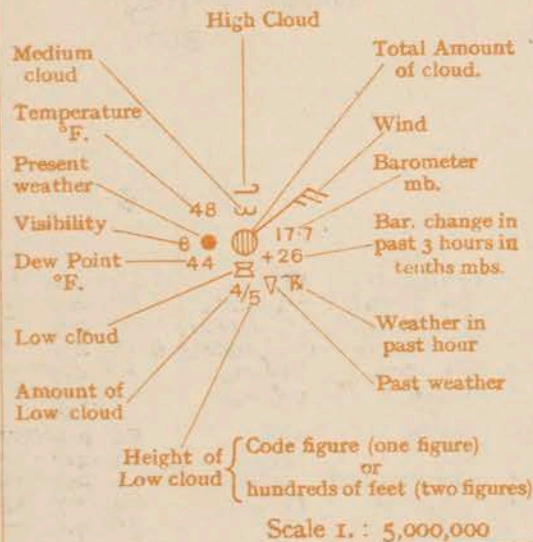 High Cloud
Medium
cloud
Total Amount
of cloud.
Temperature
°F.
Wind
Present
weather
Barometer
mb.
48
Visibility
6
17.7
Bar. change in
past 3 hours in
tenths mbs.
Dew Point
°F.
44
+26
4/5
Low cloud
Weather in
past hour
Amount of
Low cloud
Past weather
Height of
Low cloud
Code figure (one figure)
or
hundreds of feet (two figures)
Scale 1. : 5,000,000